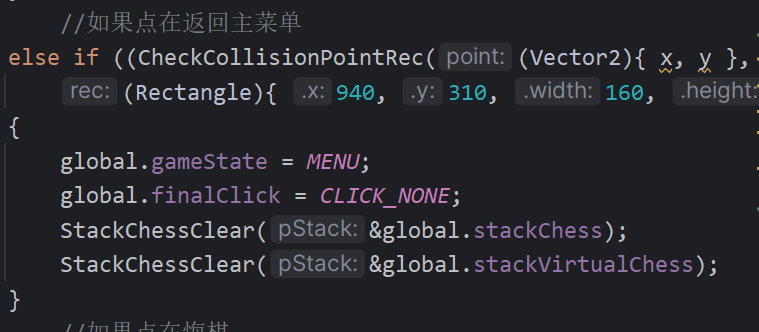 //如果点在返回主菜单
else if ((CheckCollisionPointRec( point: (Vector2){ x, y },
rec: (Rectangle){ .x: 940, .y: 310, .width: 160, .height:
{
global.gameState = MENU;
global.finalClick = CLICK_NONE;
StackChessClear( pStack: &global.stackChess);
StackChessClear( pStack: &global.stackVirtualChess);
}
//如果点在悔棋